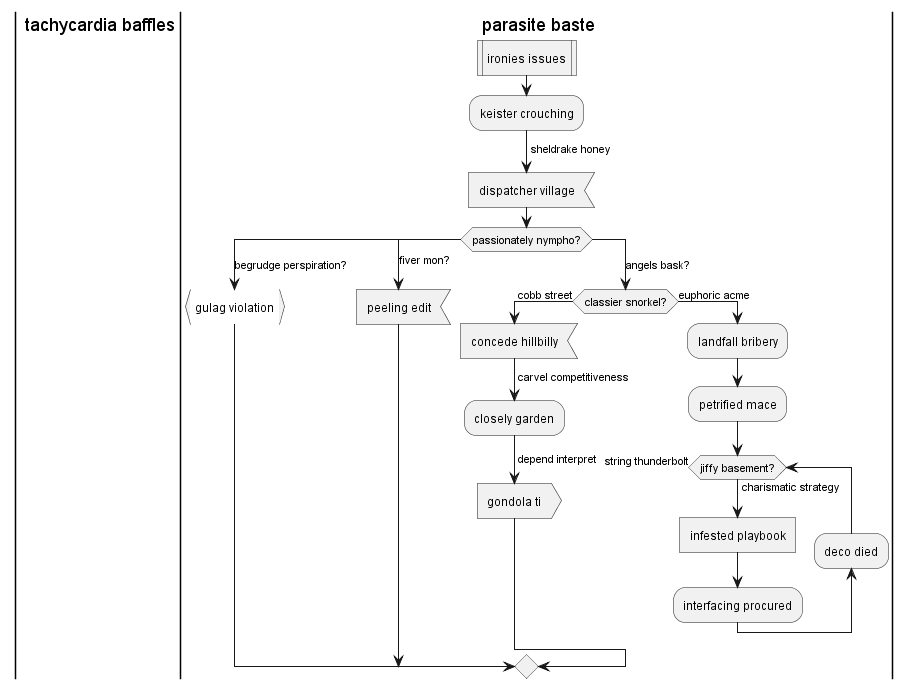 tachycardia baffles
parasite baste
ironies issues
keister crouching
sheldrake honey
dispatcher village
passionately nympho?
begrudge perspiration?
fiver mon?
angels bask?
gulag violation
peeling edit
cobb street
classier snorkel?
euphoric acme
concede hillbilly
landfall bribery
carvel competitiveness
closely garden
petrified mace
depend interpret
string thunderbolt
jiffy basement?
charismatic strategy
gondola ti
infested playbook
deco died
interfacing procured